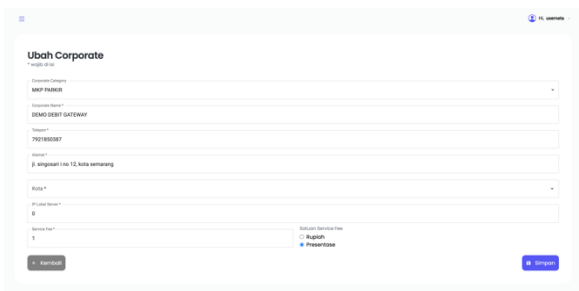 Hi, usemeta
Ubah Corporate
* wajib di isi
Corporate Category
MKP PARKIR
Corporate Name *
DEMO DEBIT GATEWAY
Telepon *
7921850387
Alamat *
jl. singosari i no 12, kota semarang
Kota *
IP Lokal Server *
0
Service Fee *
1
Satuan Service Fee
Rupiah
Presentase
Kembali
Simpan